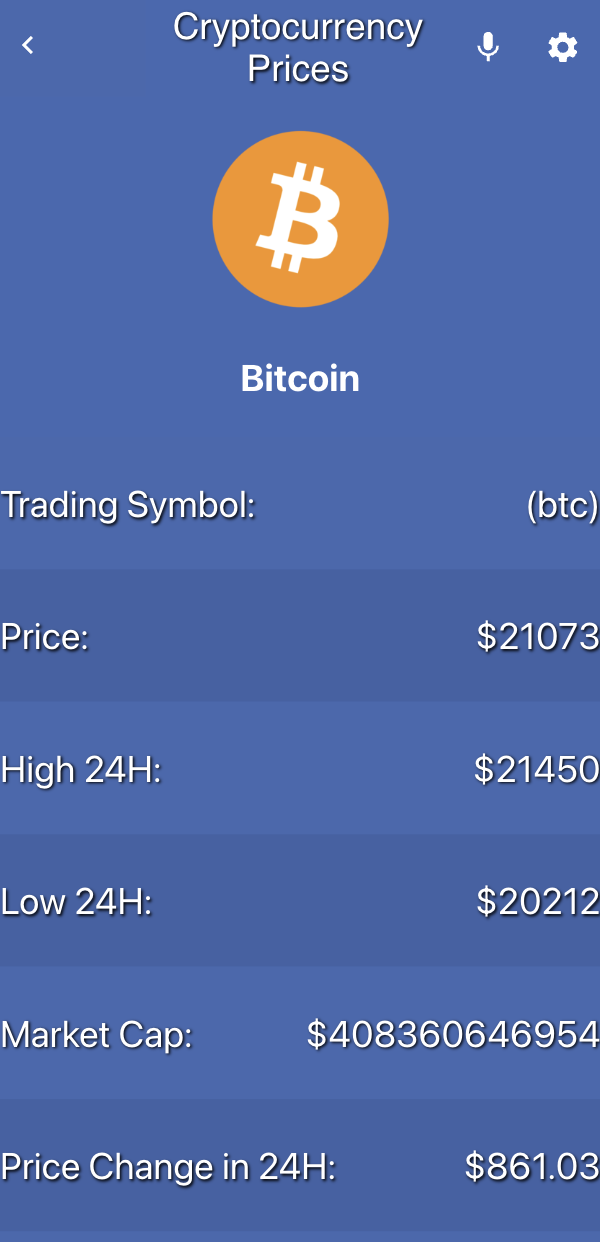 Cryptocurrency
Prices
Bitcoin
Trading Symbol: (btc)
Price: $21073
High 24H: $21450
Low 24H: $20212
Market Cap: $408360646954
Price Change in 24H: $861.03